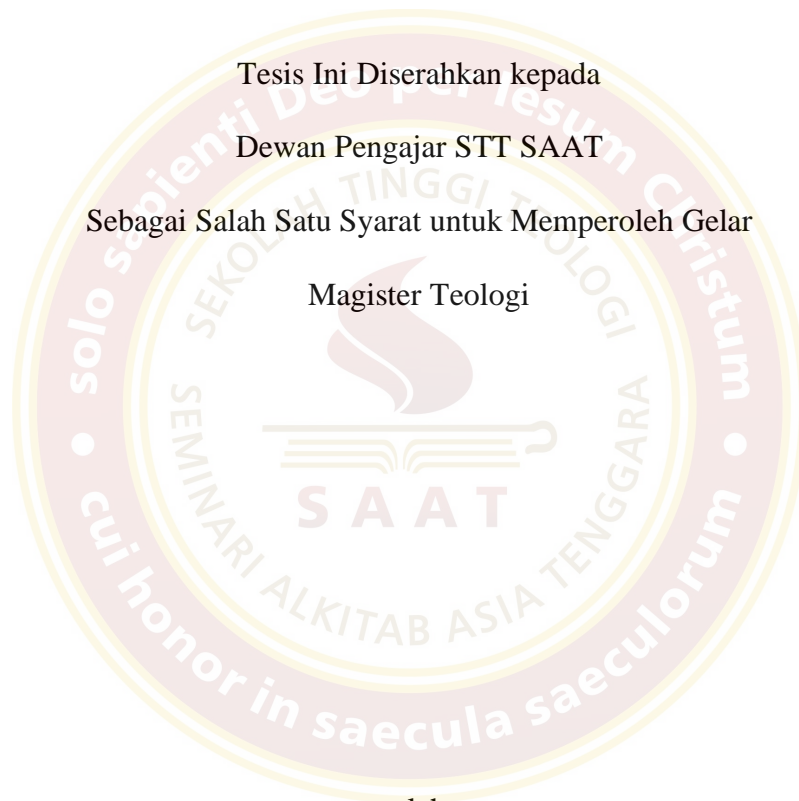 Tesis Ini Diserahkan kepada
Dewan Pengajar STT SAAT
Sebagai Salah Satu Syarat untuk Memperoleh Gelar
Magister Teologi
solo sapienti Deo per Iesum Christum
SEKOLAH TINGGI TEOLOGI
SAAT
SEMINARI ALKITAB ASIA TENGGARA
cui honor in saecula saeculorum